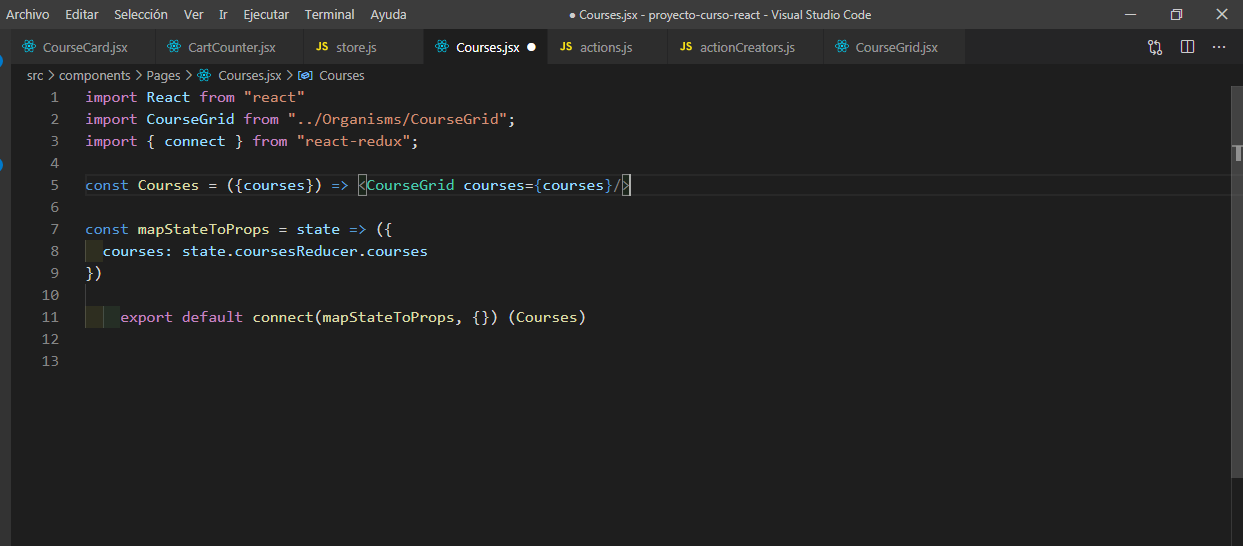 Archivo Editar Selección Ver Ir Ejecutar Terminal Ayuda ● Courses.jsx - proyecto-curso-react - Visual Studio Code
CourseCard.jsx CartCounter.jsx JS store.js Courses.jsx JS actions.js JS actionCreators.js CourseGrid.jsx
src > components > Pages > Courses.jsx > Courses
1 import React from "react"
2 import CourseGrid from "../Organisms/CourseGrid";
3 import { connect } from "react-redux";
4
5 const Courses = ({courses}) => <CourseGrid courses={courses}/>
6
7 const mapStateToProps = state => ({
8 courses: state.coursesReducer.courses
9 })
10
11 export default connect(mapStateToProps, {}) (Courses)
12
13